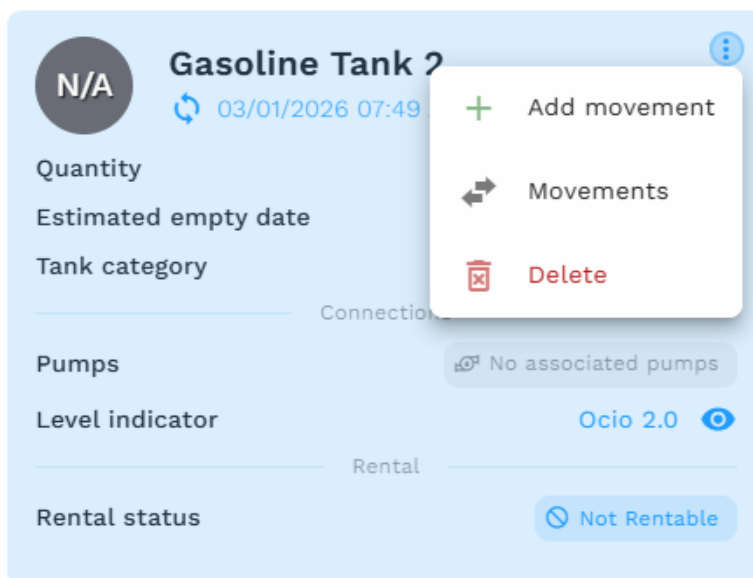 N/A
Gasoline Tank 2
03/01/2026 07:49
Add movement
Movements
Delete
Quantity
Estimated empty date
Tank category
Connections
Pumps
No associated pumps
Level indicator
Ocio 2.0
Rental
Rental status
Not Rentable